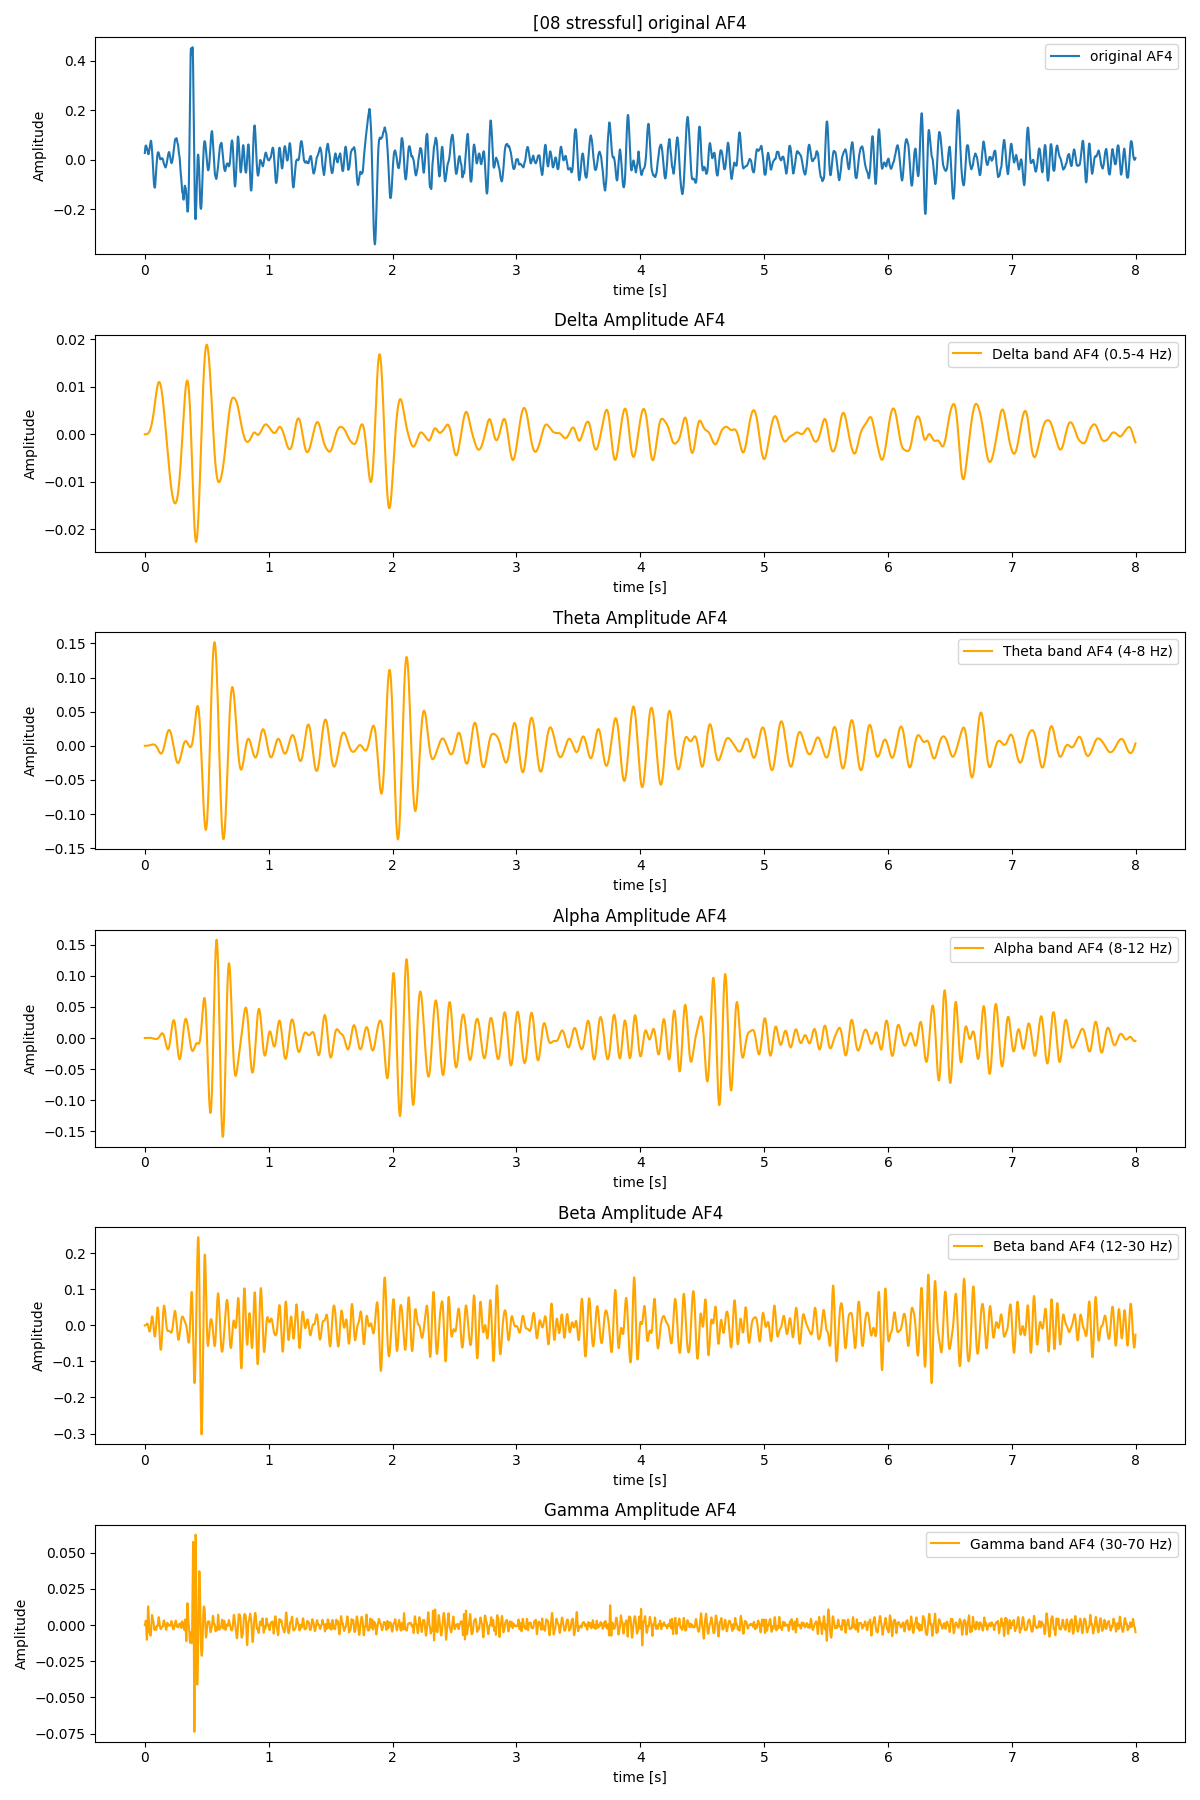 [08 stressful] original AF4
original AF4
0.4
0.2
0.0
−0.2
Amplitude
0 1 2 3 4 5 6 7 8
time [s]
Delta Amplitude AF4
Delta band AF4 (0.5-4 Hz)
0.02
0.01
0.00
−0.01
−0.02
Amplitude
0 1 2 3 4 5 6 7 8
time [s]
Theta Amplitude AF4
Theta band AF4 (4-8 Hz)
0.15
0.10
0.05
0.00
−0.05
−0.10
−0.15
Amplitude
0 1 2 3 4 5 6 7 8
time [s]
Alpha Amplitude AF4
Alpha band AF4 (8-12 Hz)
0.15
0.10
0.05
0.00
−0.05
−0.10
−0.15
Amplitude
0 1 2 3 4 5 6 7 8
time [s]
Beta Amplitude AF4
Beta band AF4 (12-30 Hz)
0.2
0.1
0.0
−0.1
−0.2
−0.3
Amplitude
0 1 2 3 4 5 6 7 8
time [s]
Gamma Amplitude AF4
Gamma band AF4 (30-70 Hz)
0.050
0.025
0.000
−0.025
−0.050
−0.075
Amplitude
0 1 2 3 4 5 6 7 8
time [s]